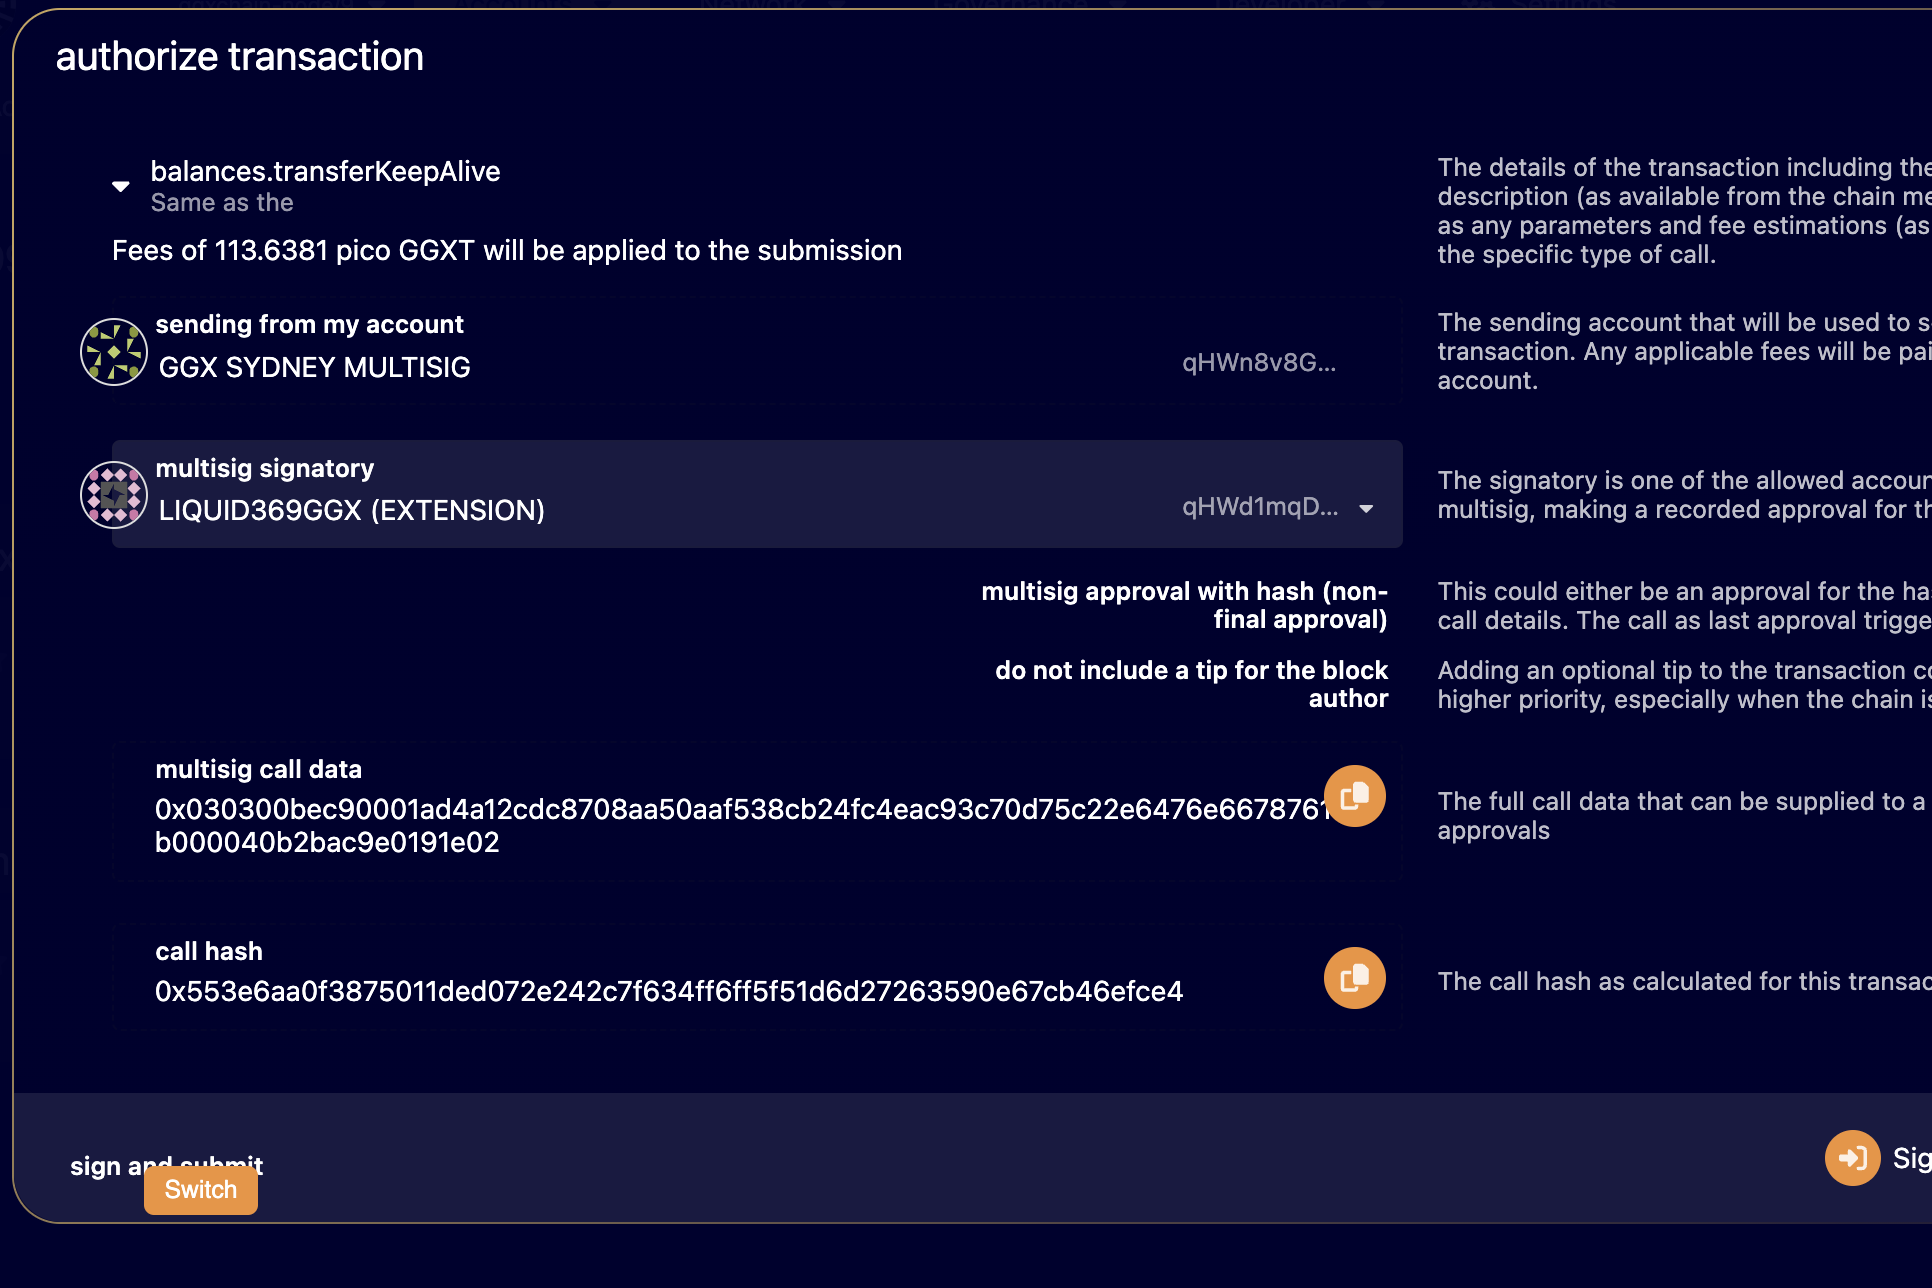 authorize transaction
balances.transferKeepAlive
Same as the
Fees of 113.6381 pico GGXT will be applied to the submission
The details of the transaction including the
description (as available from the chain me
as any parameters and fee estimations (as
the specific type of call.
sending from my account
GGX SYDNEY MULTISIG
qHWn8v8G...
The sending account that will be used to s
transaction. Any applicable fees will be pai
account.
multisig signatory
LIQUID369GGX (EXTENSION)
qHWd1mqD...
The signatory is one of the allowed accoun
multisig, making a recorded approval for th
multisig approval with hash (non-
final approval)
This could either be an approval for the ha
call details. The call as last approval trigge
do not include a tip for the block
author
Adding an optional tip to the transaction co
higher priority, especially when the chain is
multisig call data
0x030300bec90001ad4a12cdc8708aa50aaf538cb24fc4eac93c70d75c22e6476e6678761
b000040b2bac9e0191e02
The full call data that can be supplied to a
approvals
call hash
0x553e6aa0f3875011ded072e242c7f634ff6ff5f51d6d27263590e67cb46efce4
The call hash as calculated for this transac
sign and submit
Switch
Sig